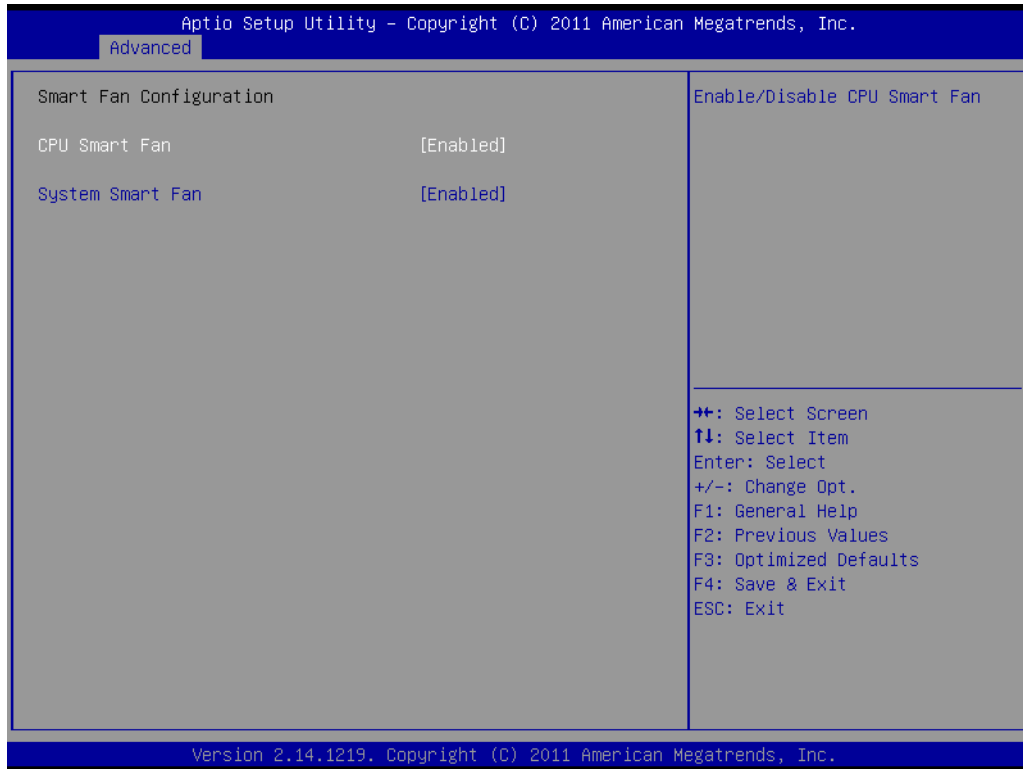 Aptio Setup Utility – Copyright (C) 2011 American Megatrends, Inc.
Advanced
Smart Fan Configuration
CPU Smart Fan [Enabled]
System Smart Fan [Enabled]
Enable/Disable CPU Smart Fan
→←: Select Screen
↑↓: Select Item
Enter: Select
+/-: Change Opt.
F1: General Help
F2: Previous Values
F3: Optimized Defaults
F4: Save & Exit
ESC: Exit
Version 2.14.1219. Copyright (C) 2011 American Megatrends, Inc.